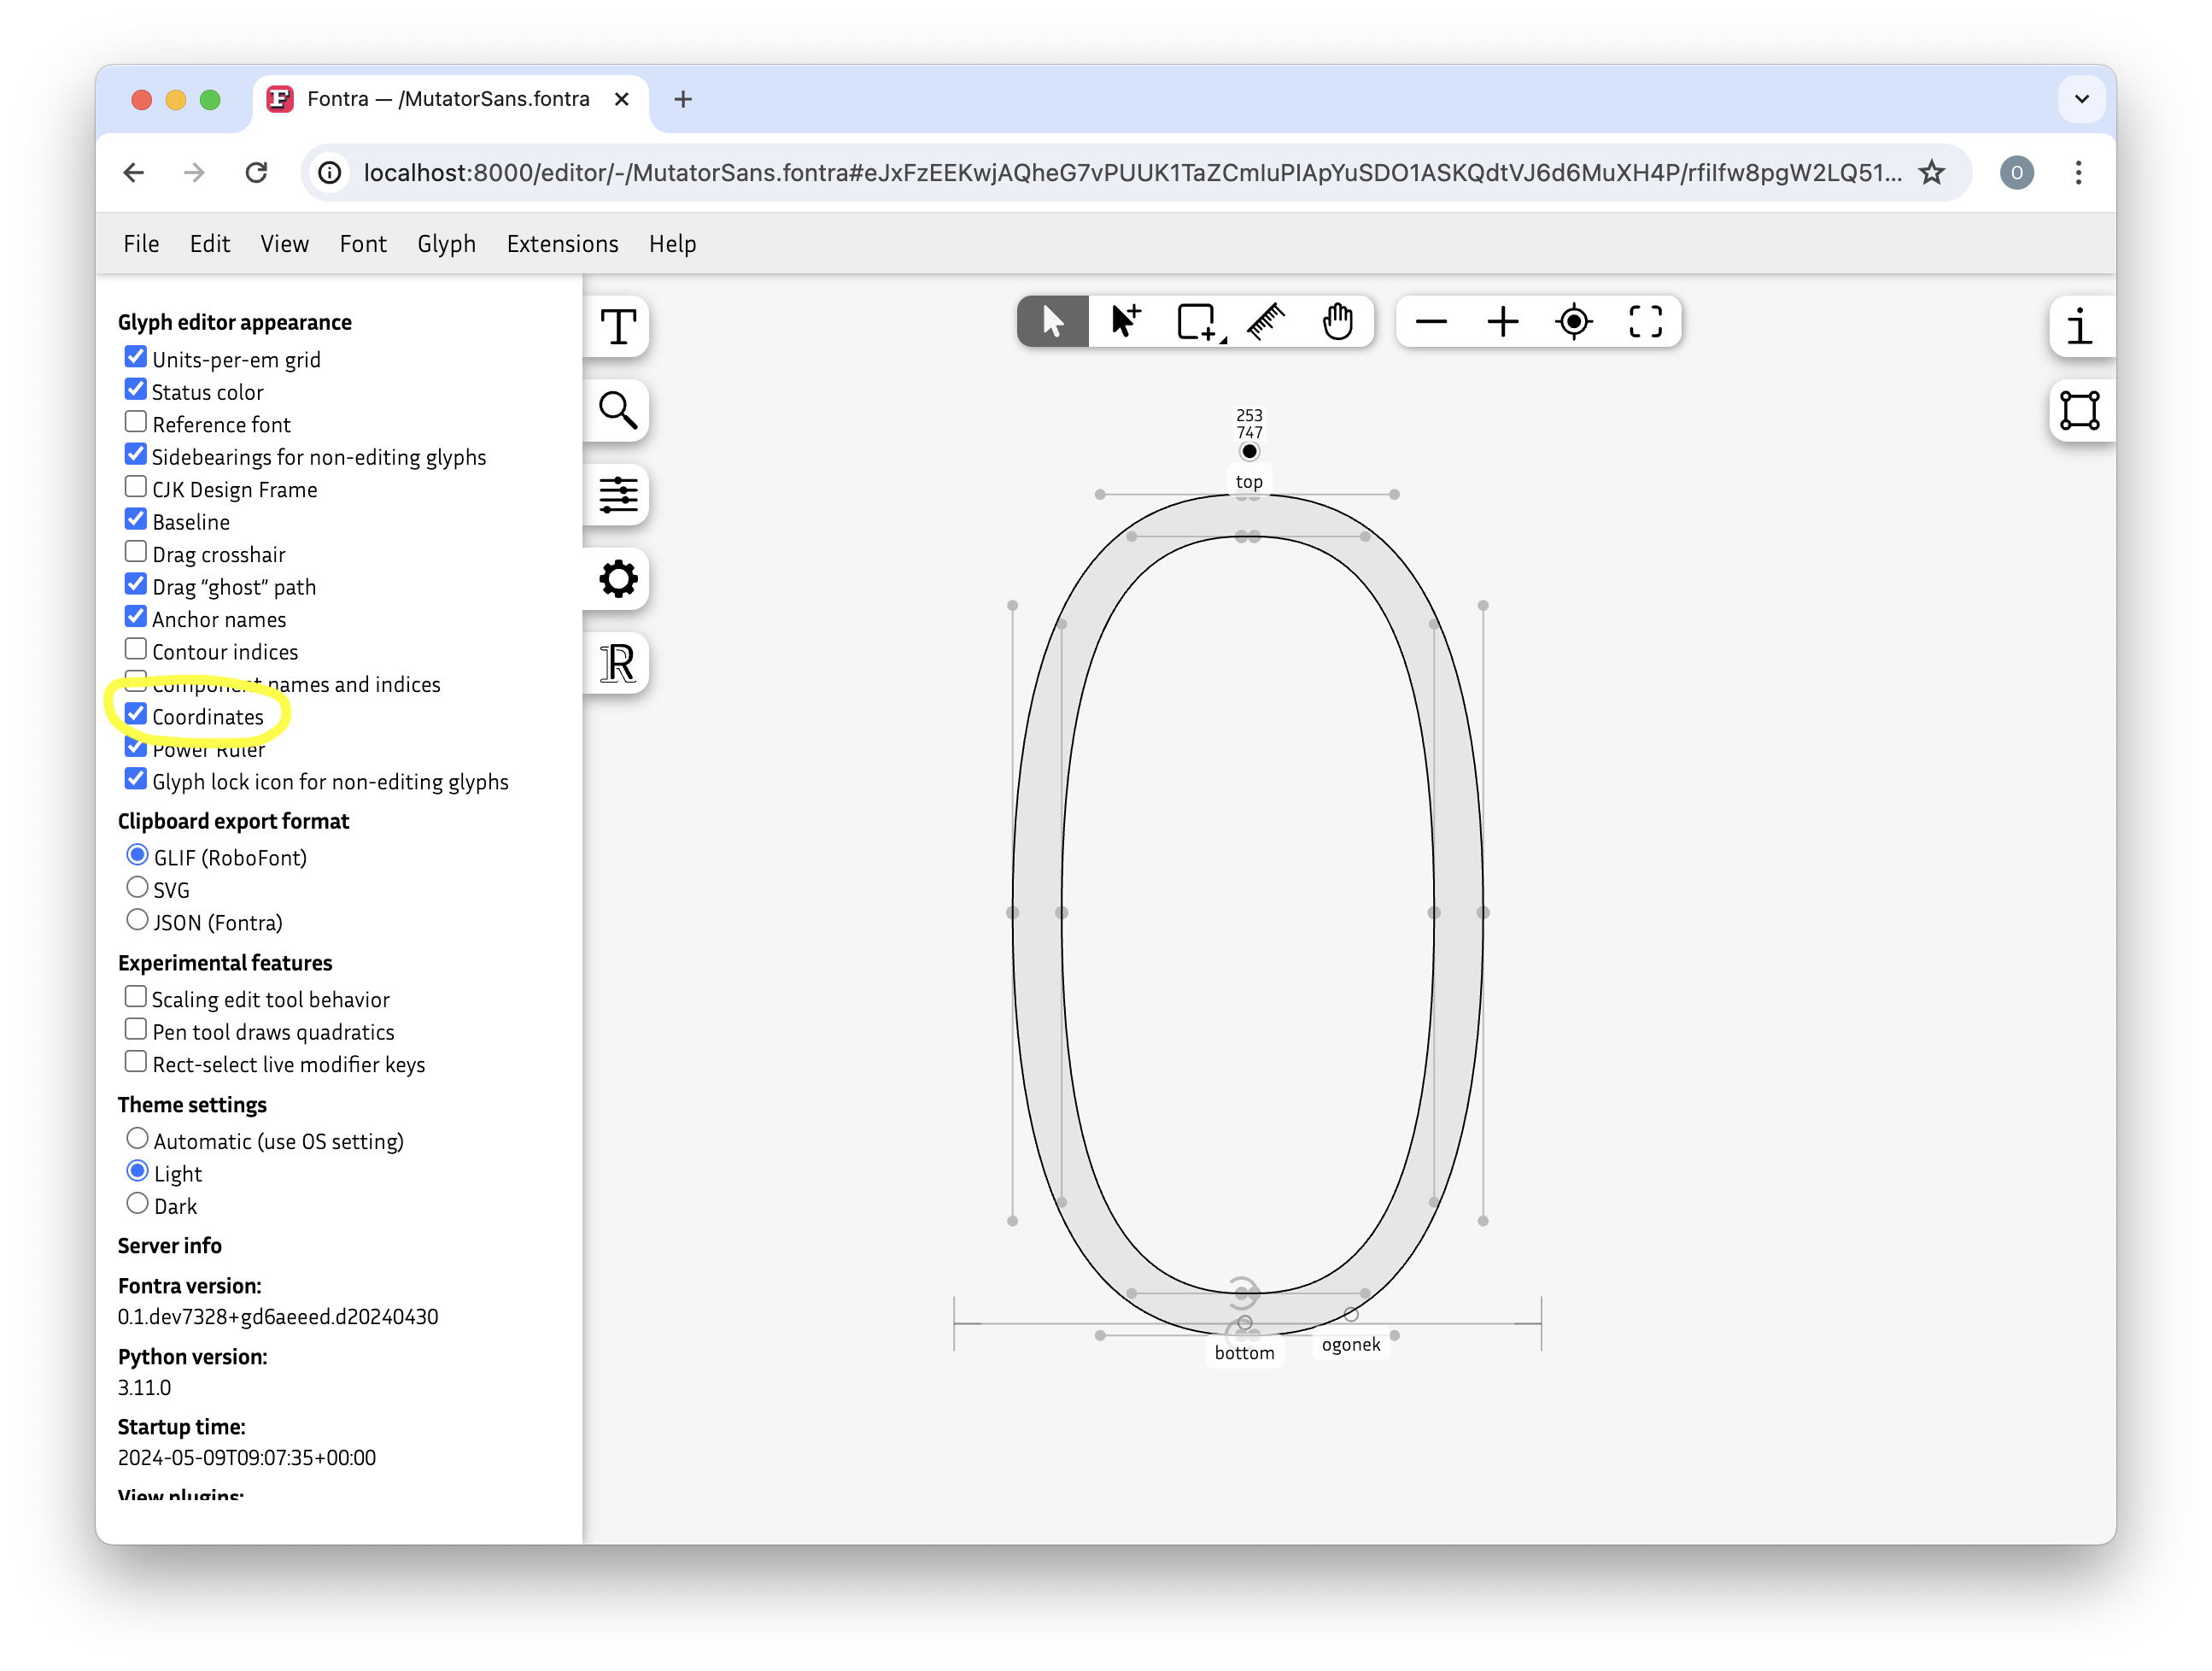 Fontra — /MutatorSans.fontra
localhost:8000/editor/-/MutatorSans.fontra#eJxFzEEKwjAQheG7vPUUK1TaZCmIuPIApYuSDO1ASKQdtVJ6d6MuXH4P/rfiIfw8pgW2LQ51...
O
File Edit View Font Glyph Extensions Help
Glyph editor appearance
Units-per-em grid
Status color
Reference font
Sidebearings for non-editing glyphs
CJK Design Frame
Baseline
Drag crosshair
Drag “ghost” path
Anchor names
Contour indices
Component names and indices
Coordinates
Power Ruler
Glyph lock icon for non-editing glyphs
Clipboard export format
GLIF (RoboFont)
SVG
JSON (Fontra)
Experimental features
Scaling edit tool behavior
Pen tool draws quadratics
Rect-select live modifier keys
Theme settings
Automatic (use OS setting)
Light
Dark
Server info
Fontra version:
0.1.dev7328+gd6aeeed.d20240430
Python version:
3.11.0
Startup time:
2024-05-09T09:07:35+00:00
View plugins:
253
747
top
bottom
ogonek